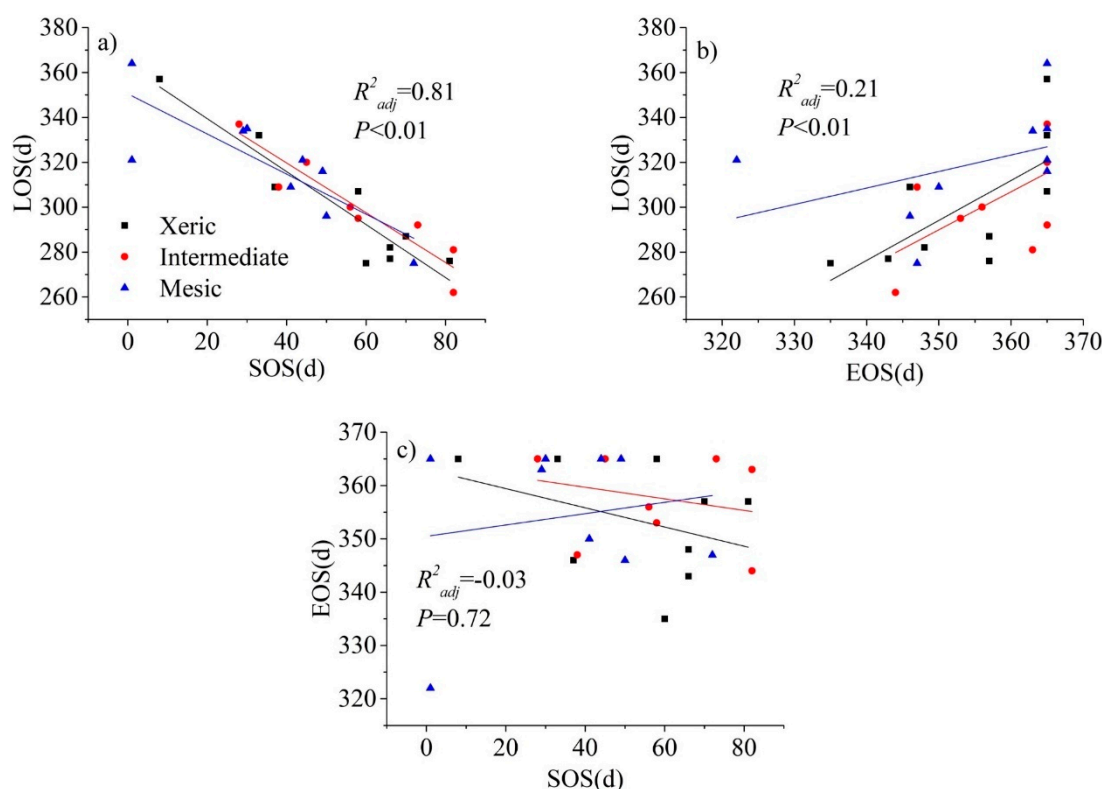 a)
R²adj=0.81
P<0.01
LOS(d)
380
360
340
320
300
280
260
Xeric
Intermediate
Mesic
0 20 40 60 80
SOS(d)
b)
R²adj=0.21
P<0.01
LOS(d)
380
360
340
320
300
280
260
320 330 340 350 360 370
EOS(d)
c)
R²adj=-0.03
P=0.72
EOS(d)
370
360
350
340
330
320
0 20 40 60 80
SOS(d)